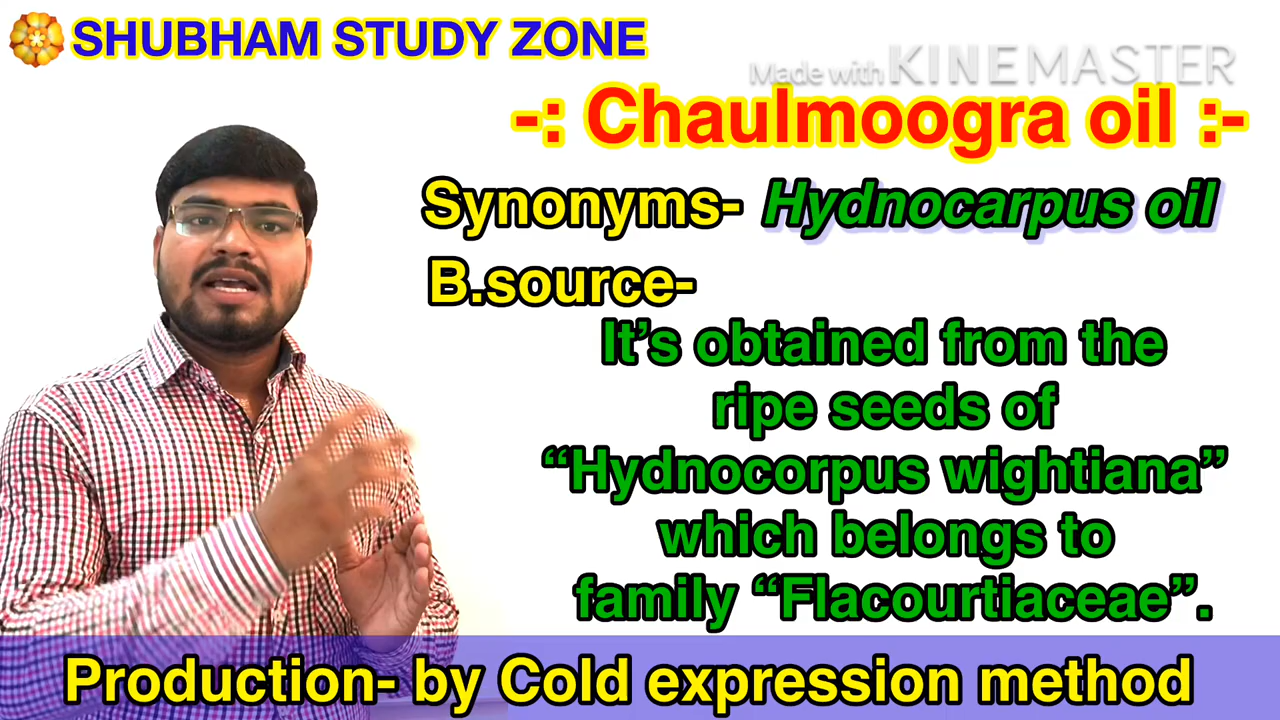 SHUBHAM STUDY ZONE
Made with KINEMASTER
-: Chaulmoogra oil :-
Synonyms- Hydnocarpus oil
B.source-
It's obtained from the
ripe seeds of
“Hydnocorpus wightiana”
which belongs to
family “Flacourtiaceae”.
Production- by Cold expression method